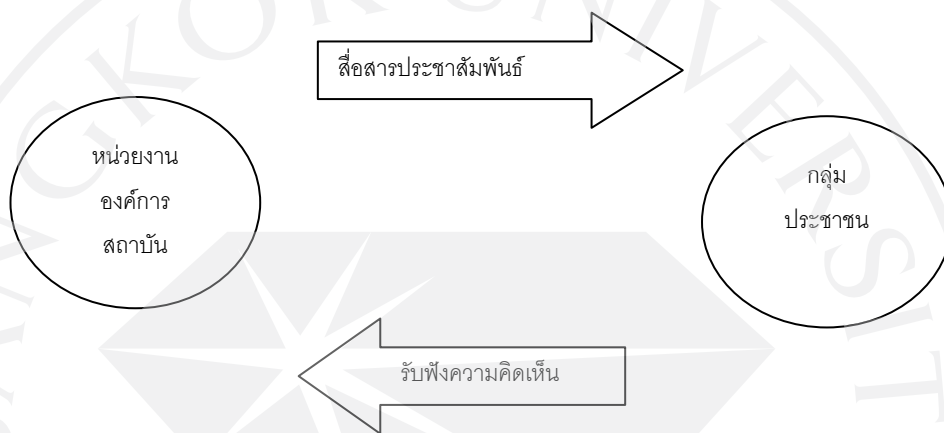 สื่อสารประชาสัมพันธ์
หน่วยงาน
องค์การ
สถาบัน
กลุ่ม
ประชาชน
รับฟังความคิดเห็น
NGKOK UNIVERSIT